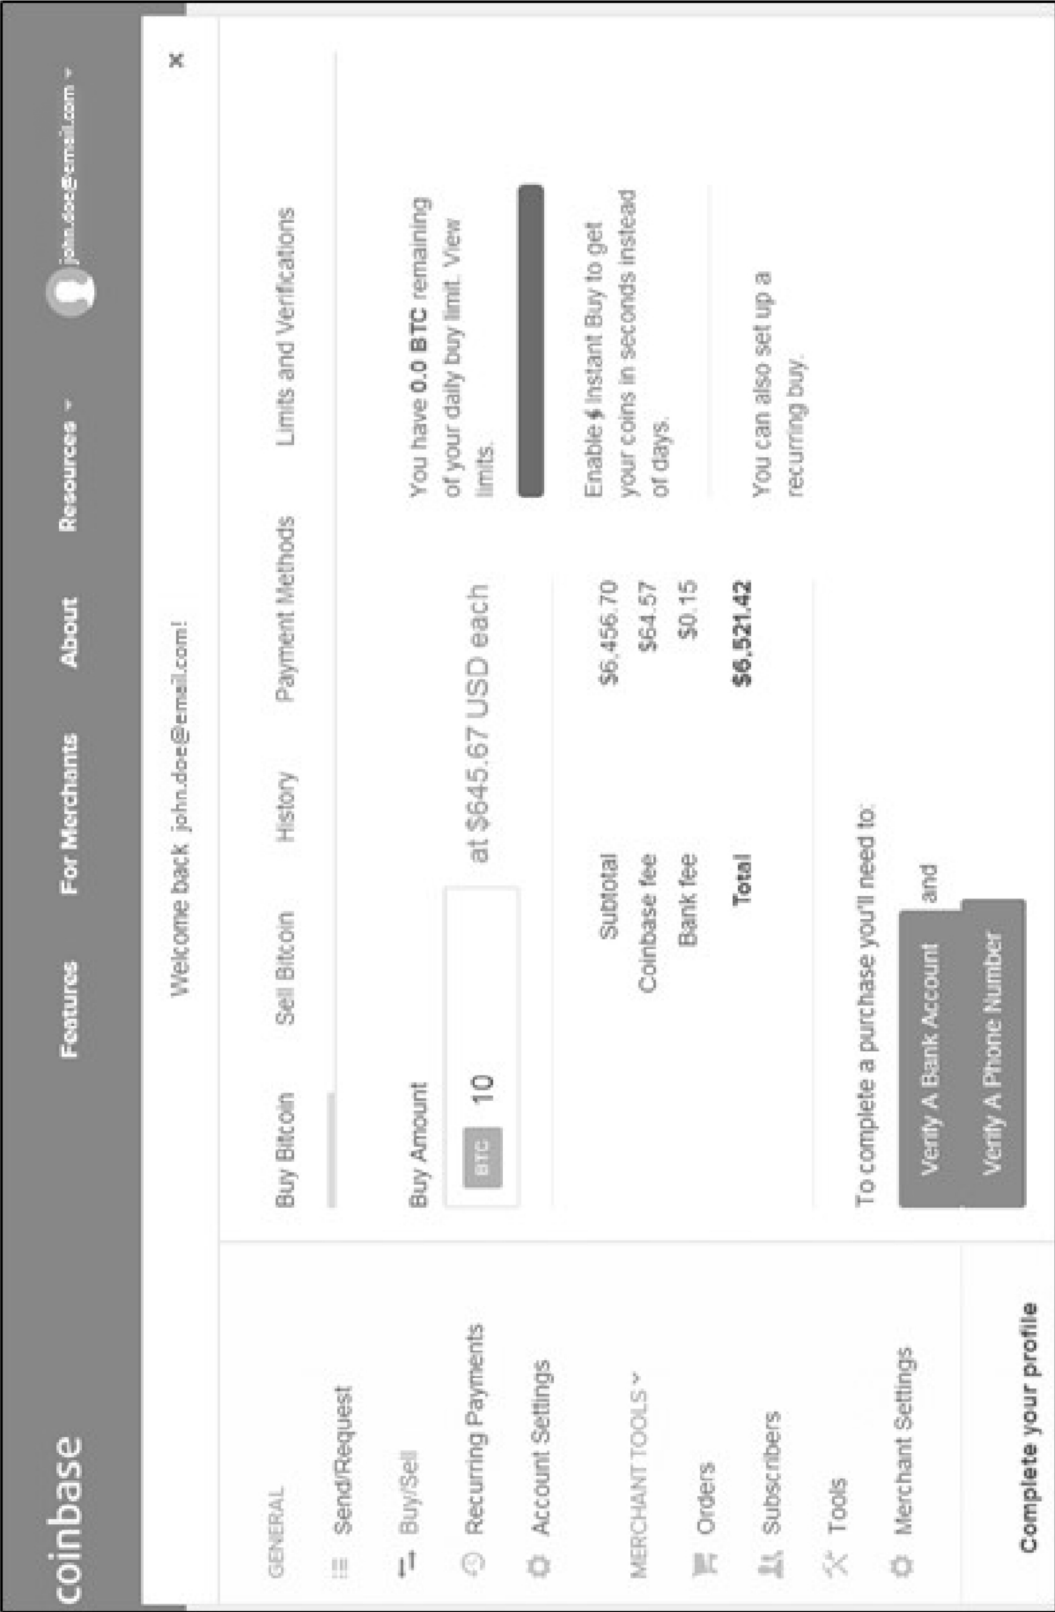 coinbase
Features
For Merchants
About
Resources
john.doe@email.com
Welcome back john.doe@email.com!
x
GENERAL
Send/Request
Buy/Sell
Recurring Payments
Account Settings
MERCHANT TOOLS
Orders
Subscribers
Tools
Merchant Settings
Complete your profile
Buy Bitcoin
Sell Bitcoin
History
Payment Methods
Limits and Verifications
Buy Amount
BTC 10 at $645.67 USD each
Subtotal $6,456.70
Coinbase fee $64.57
Bank fee $0.15
Total $6,521.42
To complete a purchase you'll need to:
Verify A Bank Account and
Verify A Phone Number
You have 0.0 BTC remaining
of your daily buy limit. View
limits.
Enable Instant Buy to get
your coins in seconds instead
of days.
You can also set up a
recurring buy.